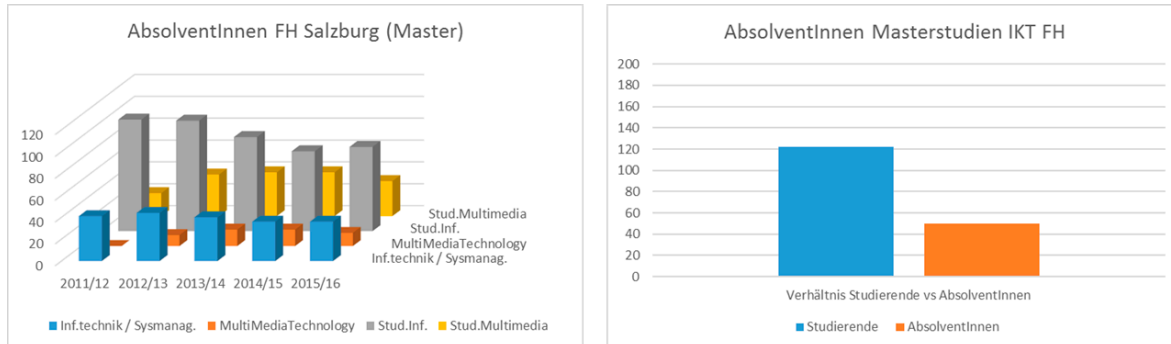 AbsolventInnen FH Salzburg (Master)
120
100
80
60
40
20
0
Stud.Multimedia
Stud.Inf.
MultiMediaTechnology
Inf.technik / Sysmanag.
2011/12 2012/13 2013/14 2014/15 2015/16
Inf.technik / Sysmanag. MultiMediaTechnology Stud.Inf. Stud.Multimedia
AbsolventInnen Masterstudien IKT FH
200
180
160
140
120
100
80
60
40
20
0
Verhältnis Studierende vs AbsolventInnen
Studierende AbsolventInnen